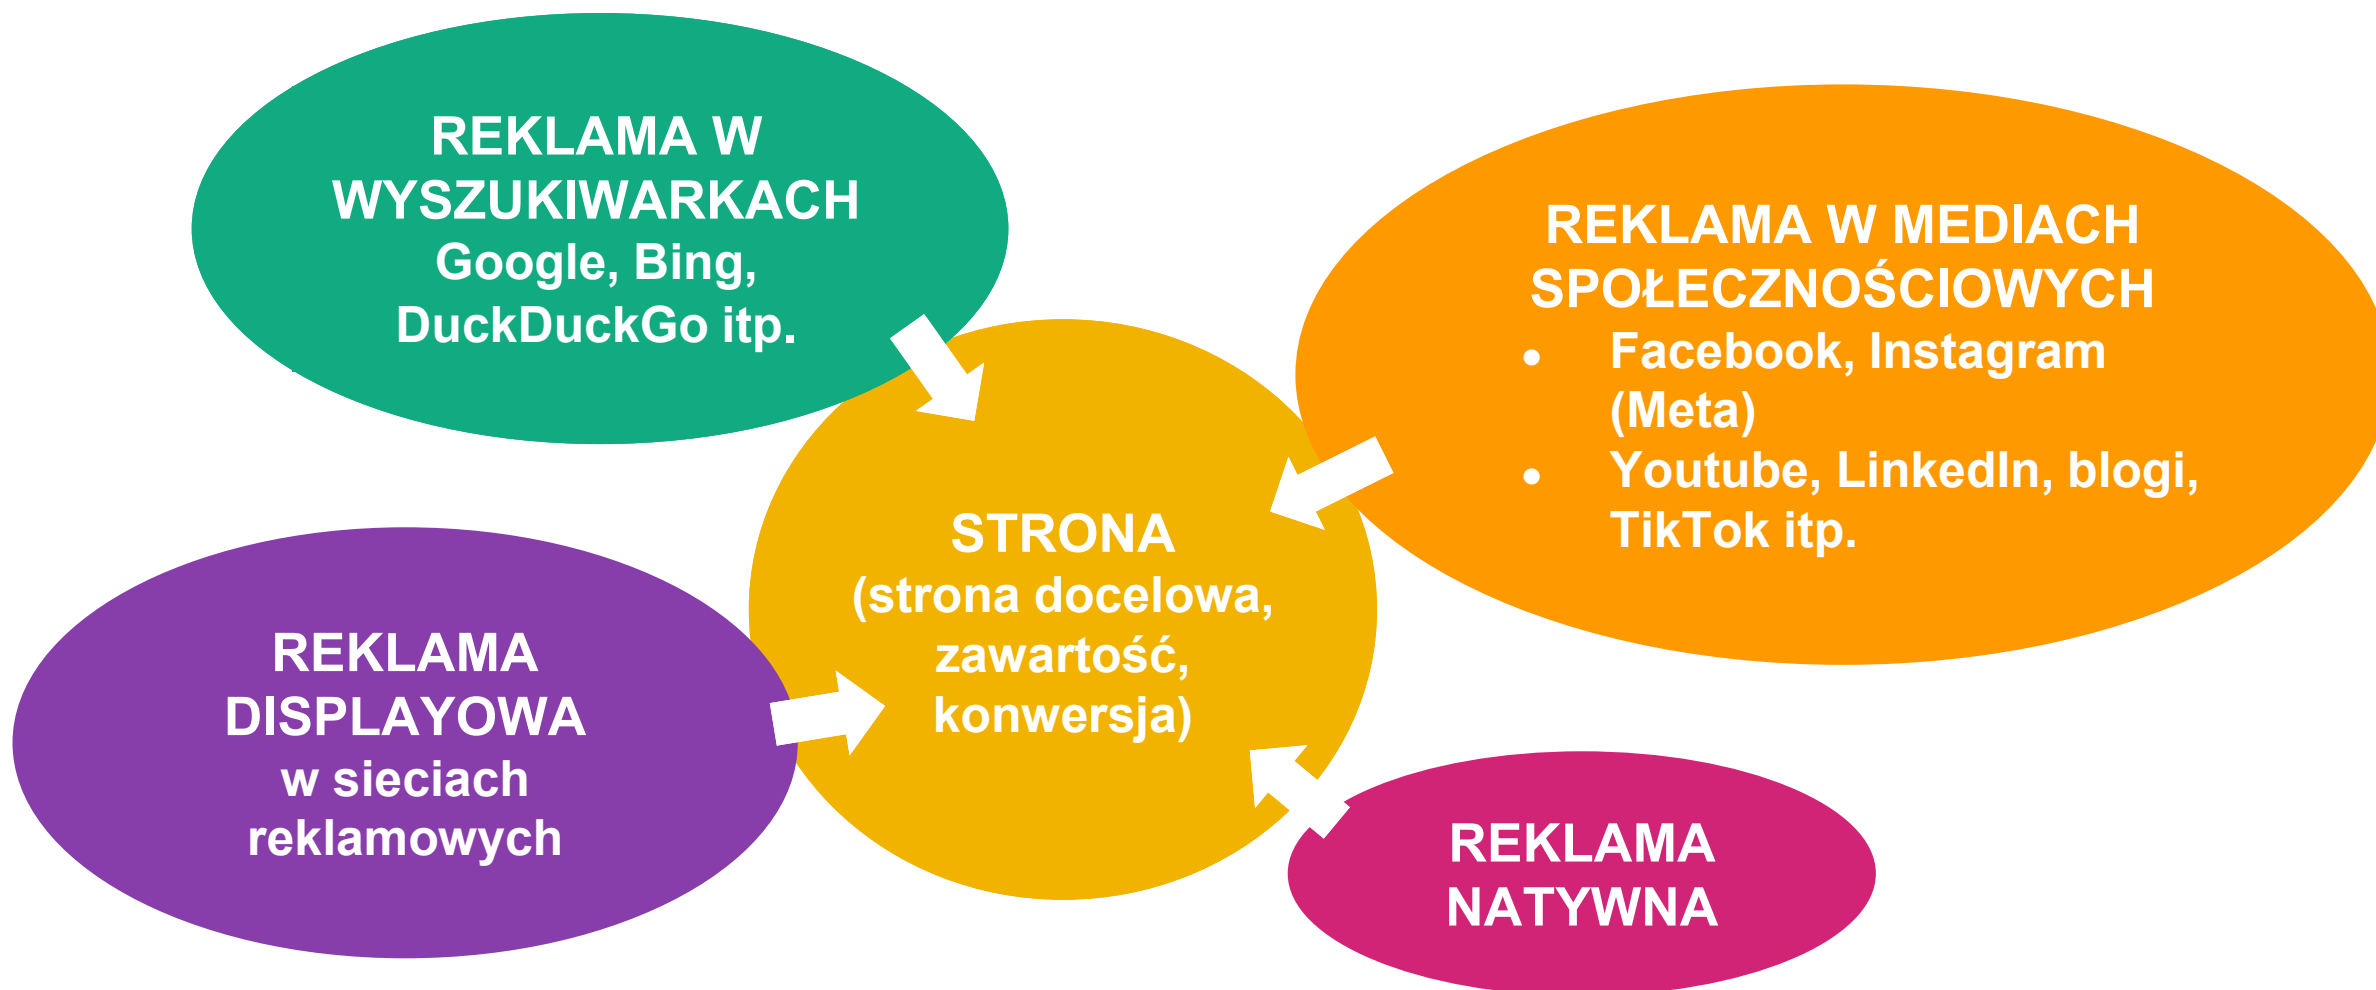 REKLAMA W
WYSZUKIWARKACH
Google, Bing,
DuckDuckGo itp.
REKLAMA W MEDIACH
SPOŁECZNOŚCIOWYCH
● Facebook, Instagram
(Meta)
● Youtube, LinkedIn, blogi,
TikTok itp.
STRONA
(strona docelowa,
zawartość,
konwersja)
REKLAMA
DISPLAYOWA
w sieciach
reklamowych
REKLAMA
NATYWNA